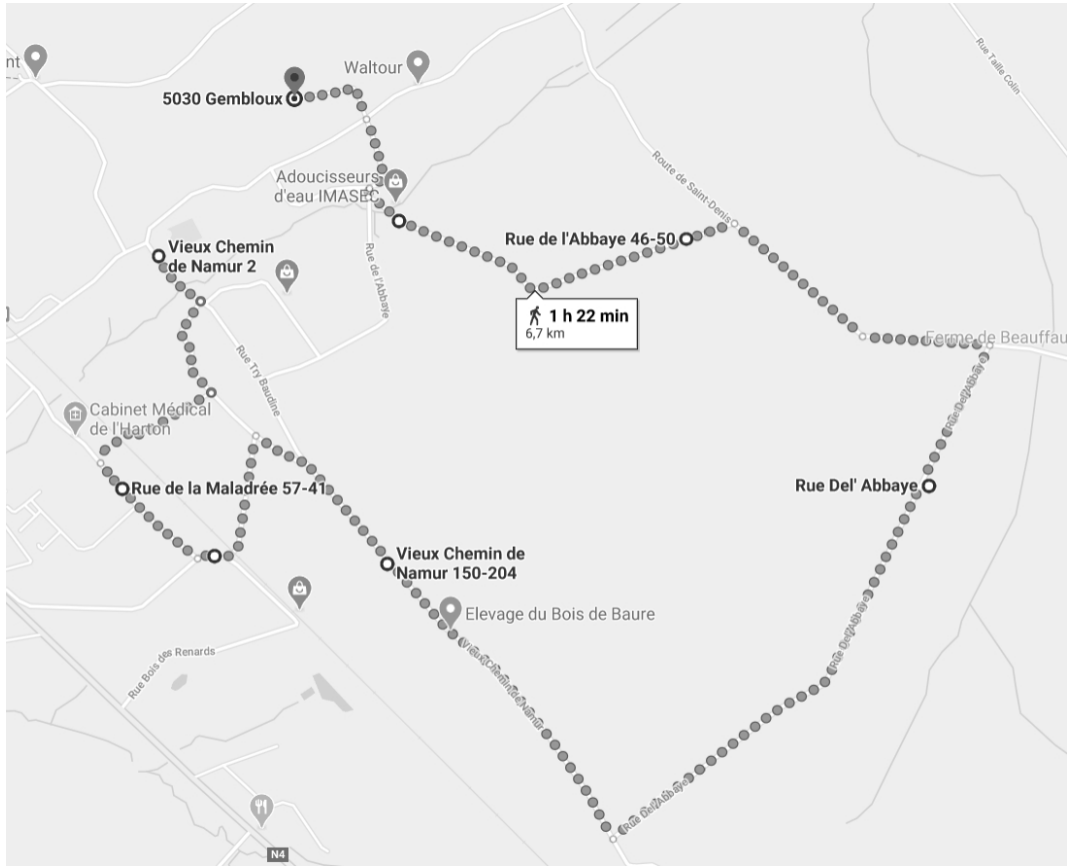 nt
Waltour
5030 Gembloux
Rue Taille Colin
Adoucisseurs
d'eau IMASEC
Route de Saint-Denis
Rue de l'Abbaye 46-50
Vieux Chemin
de Namur 2
Rue de l'Abbaye
1 h 22 min
6,7 km
Ferme de Beauffau
Rue Try Baudine
Rue Del' Abbaye
Cabinet Médical
de l'Harton
Rue de la Maladrée 57-41
Rue Del' Abbaye
Vieux Chemin de
Namur 150-204
Elevage du Bois de Baure
Rue Del' Abbaye
Vieux Chemin de Namur
Rue Bois des Renards
Rue Del' Abbaye
N4